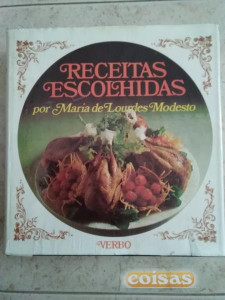 RECEITAS
ESCOLHIDAS
por Maria de Lourdes Modesto
VERBO
coisas